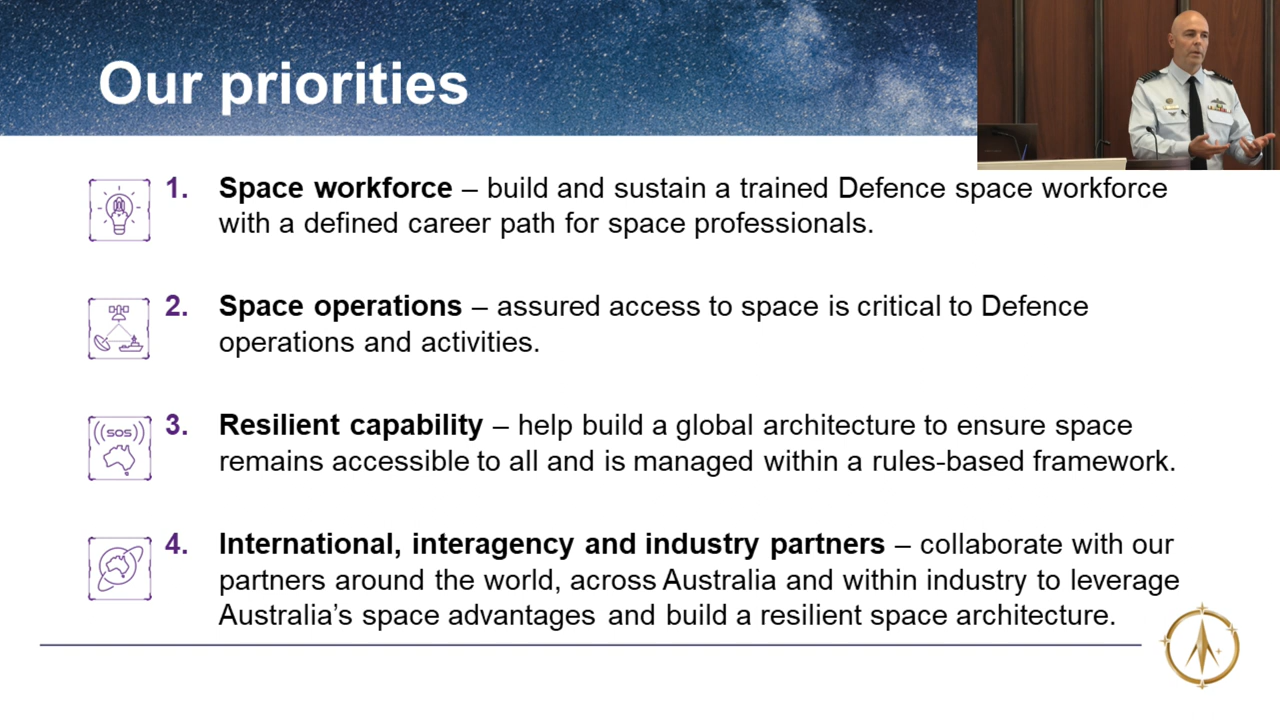 Our priorities
1. Space workforce – build and sustain a trained Defence space workforce
with a defined career path for space professionals.
2. Space operations – assured access to space is critical to Defence
operations and activities.
SOS
3. Resilient capability – help build a global architecture to ensure space
remains accessible to all and is managed within a rules-based framework.
4. International, interagency and industry partners – collaborate with our
partners around the world, across Australia and within industry to leverage
Australia’s space advantages and build a resilient space architecture.